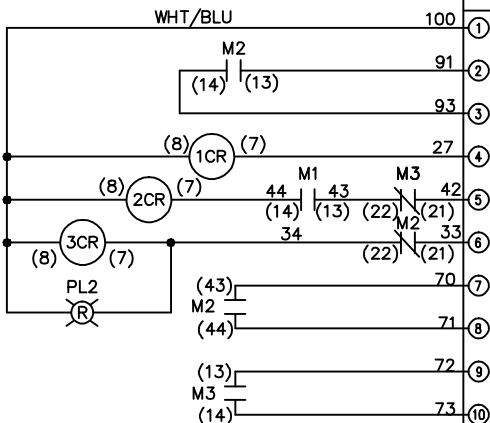 WHT/BLU 100 1
M2 91 2
(14) (13)
93 3
(8) 1CR (7) 27 4
M1 M3
(8) 2CR (7) 44 43 42 5
(14) (13) (22) (21)
M2
3CR 34 33 6
(8) (7) (22) (21)
PL2 (43) 70 7
R M2
(44) 71 8
(13) 72 9
M3
(14) 73 10